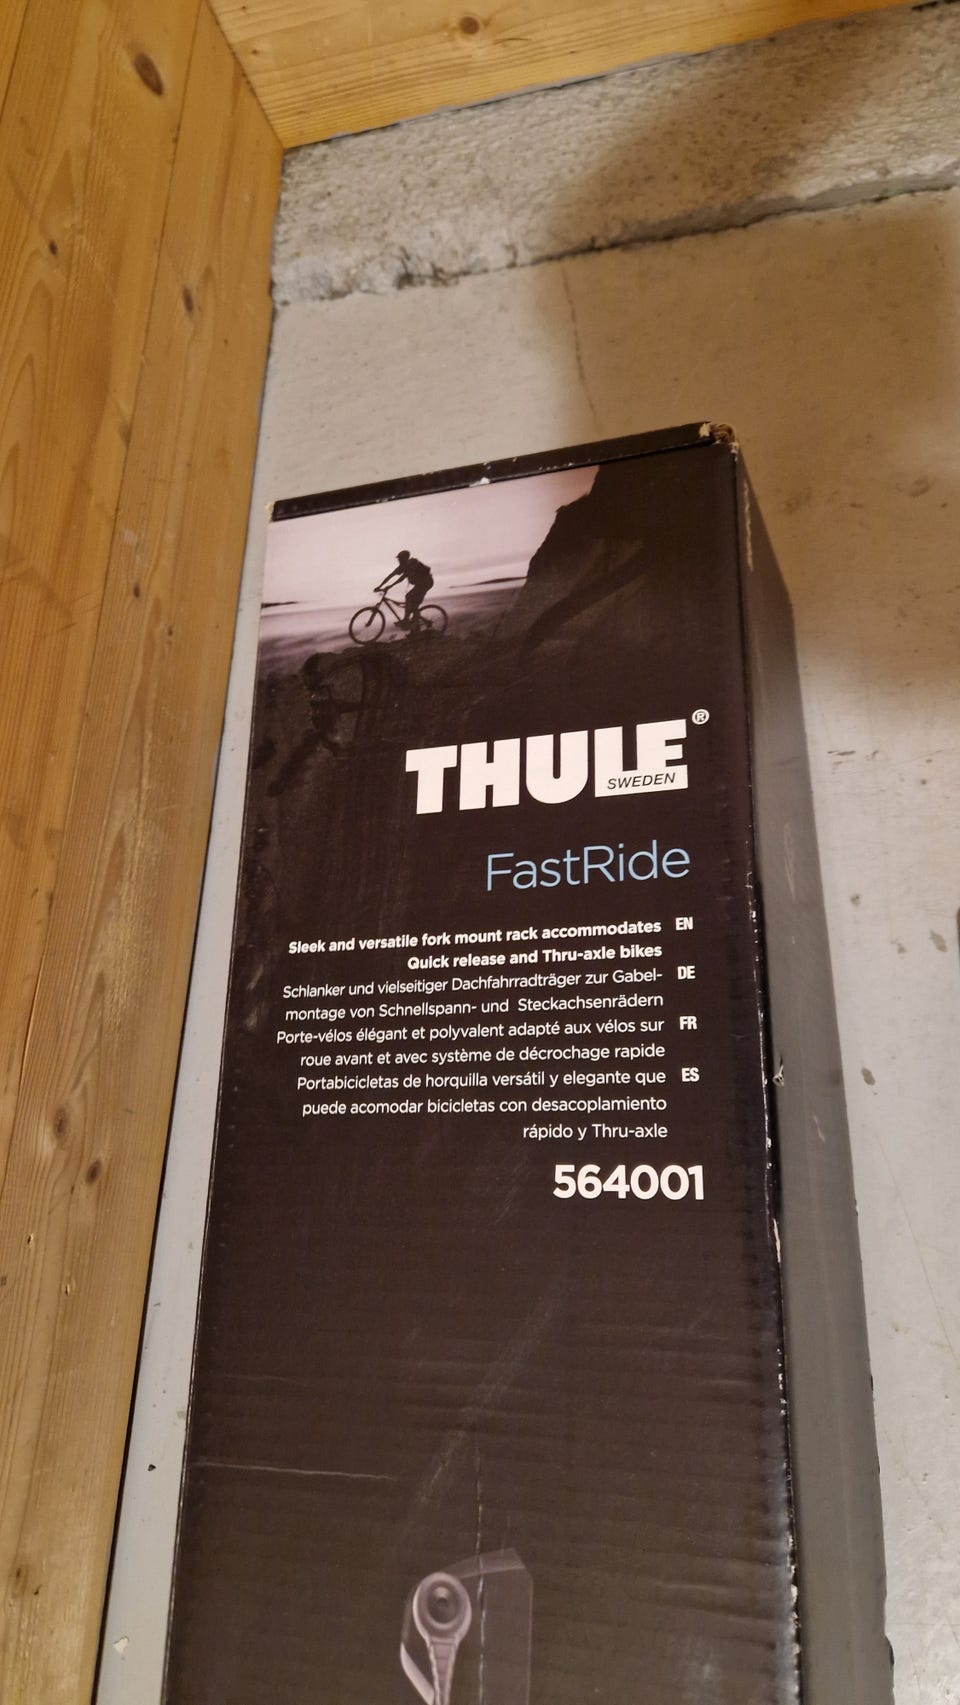 THULE®
SWEDEN
FastRide
Sleek and versatile fork mount rack accommodates EN
Quick release and Thru-axle bikes
Schlanker und vielseitiger Dachfahrradträger zur Gabel- DE
montage von Schnellspann- und Steckachsenrädern
Porte-vélos élégant et polyvalent adapté aux vélos sur FR
roue avant et avec système de décrochage rapide
Portabicicletas de horquilla versátil y elegante que ES
puede acomodar bicicletas con desacoplamiento
rápido y Thru-axle
564001